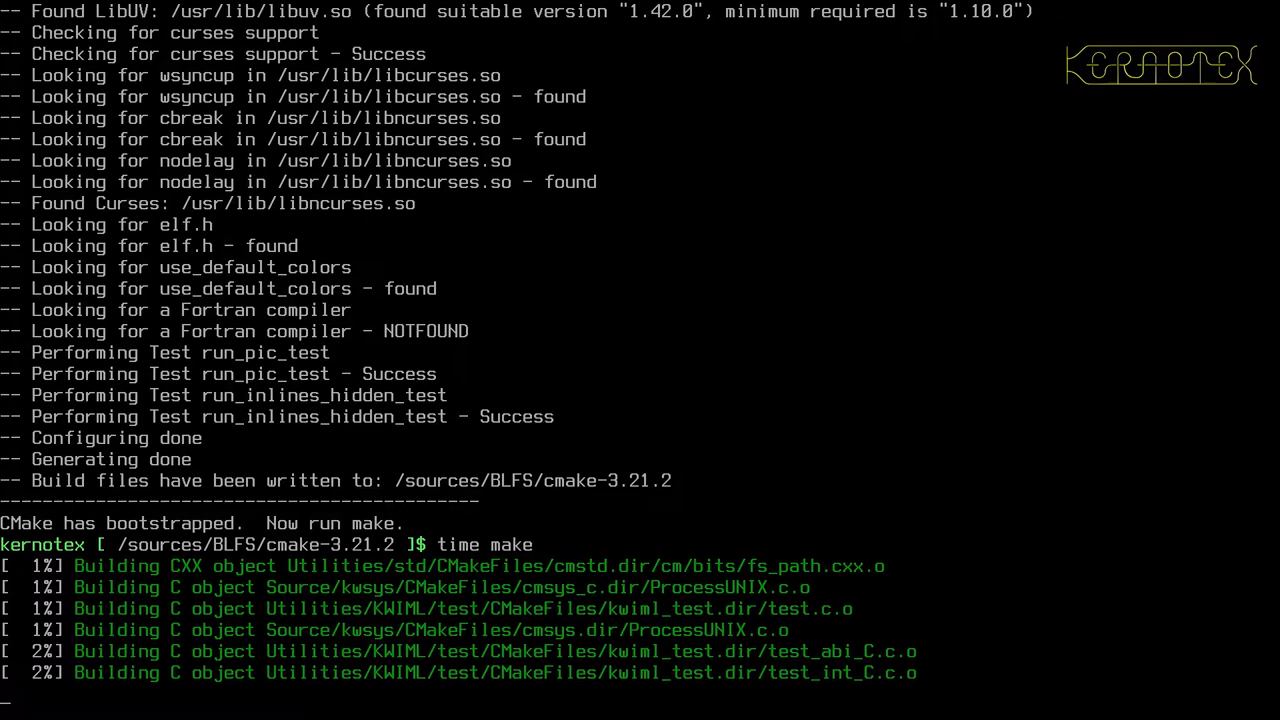 -- Found LibUV: /usr/lib/libuv.so (found suitable version "1.42.0", minimum required is "1.10.0")
-- Checking for curses support
-- Checking for curses support - Success
-- Looking for wsyncup in /usr/lib/libcurses.so
-- Looking for wsyncup in /usr/lib/libcurses.so - found
-- Looking for cbreak in /usr/lib/libncurses.so
-- Looking for cbreak in /usr/lib/libncurses.so - found
-- Looking for nodelay in /usr/lib/libncurses.so
-- Looking for nodelay in /usr/lib/libncurses.so - found
-- Found Curses: /usr/lib/libncurses.so
-- Looking for elf.h
-- Looking for elf.h - found
-- Looking for use_default_colors
-- Looking for use_default_colors - found
-- Looking for a Fortran compiler
-- Looking for a Fortran compiler - NOTFOUND
-- Performing Test run_pic_test
-- Performing Test run_pic_test - Success
-- Performing Test run_inlines_hidden_test
-- Performing Test run_inlines_hidden_test - Success
-- Configuring done
-- Generating done
-- Build files have been written to: /sources/BLFS/cmake-3.21.2
---------------------------------------------
CMake has bootstrapped.  Now run make.
kernotex [ /sources/BLFS/cmake-3.21.2 ]$ time make
[  1%] Building CXX object Utilities/std/CMakeFiles/cmstd.dir/cm/bits/fs_path.cxx.o
[  1%] Building C object Source/kwsys/CMakeFiles/cmsys_c.dir/ProcessUNIX.c.o
[  1%] Building C object Utilities/KWIML/test/CMakeFiles/kwiml_test.dir/test.c.o
[  1%] Building C object Source/kwsys/CMakeFiles/cmsys.dir/ProcessUNIX.c.o
[  2%] Building C object Utilities/KWIML/test/CMakeFiles/kwiml_test.dir/test_abi_C.c.o
[  2%] Building C object Utilities/KWIML/test/CMakeFiles/kwiml_test.dir/test_int_C.c.o
KERNOTEX